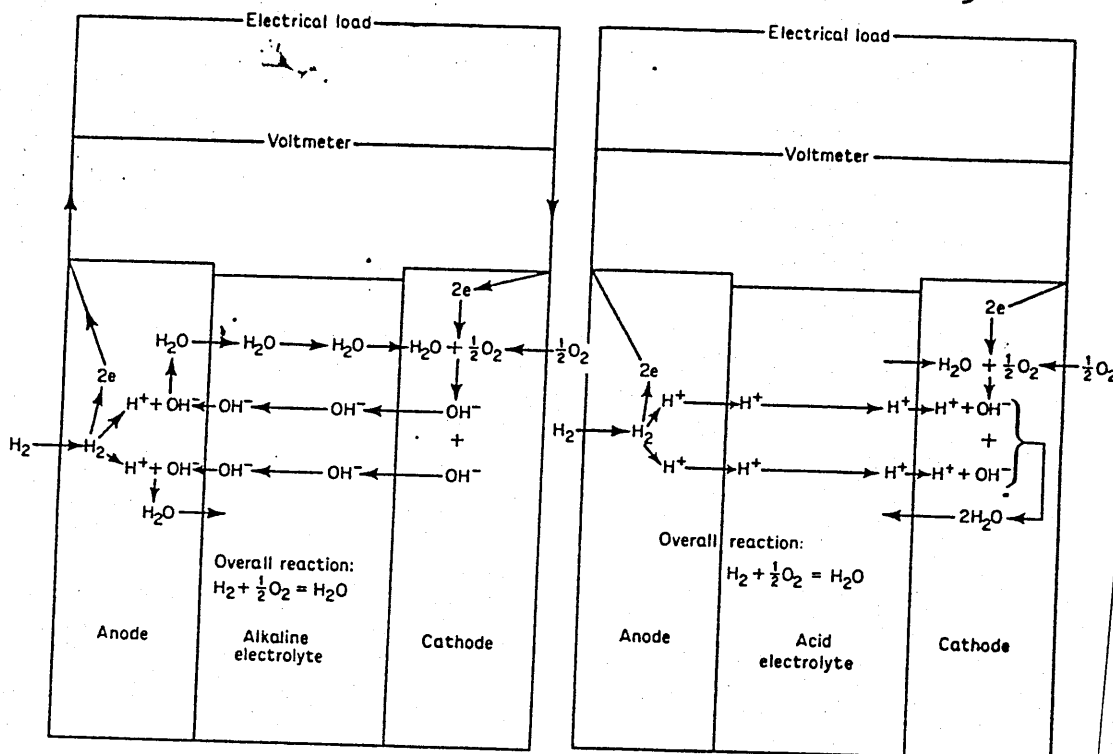 Electrical load
Voltmeter
2e
H₂O → H₂O → H₂O → H₂O + ½O₂ ← ½O₂
2e
H⁺ + OH⁻ ← OH⁻ ← OH⁻ ← OH⁻
H₂ → H₂
+
H⁺ + OH⁻ ← OH⁻ ← OH⁻ ← OH⁻
H₂O →
Overall reaction:
H₂ + ½O₂ = H₂O
Anode
Alkaline
electrolyte
Cathode
Electrical load
Voltmeter
2e
→ H₂O + ½O₂ ← ½O₂
2e
H⁺ → H⁺ → H⁺ → H⁺ + OH⁻
H₂ → H₂
+
H⁺ → H⁺ → H⁺ → H⁺ + OH⁻
← 2H₂O ←
Overall reaction:
H₂ + ½O₂ = H₂O
Anode
Acid
electrolyte
Cathode